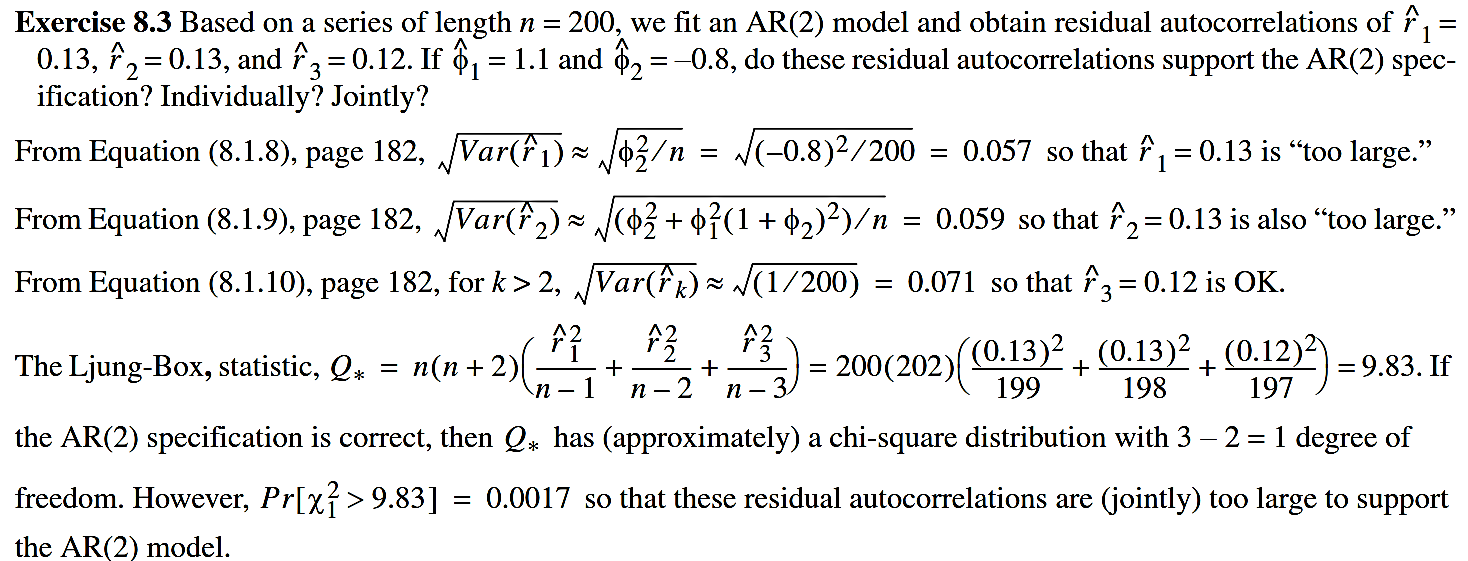 Exercise 8.3 Based on a series of length n = 200, we fit an AR(2) model and obtain residual autocorrelations of r̂₁ =
0.13, r̂₂ = 0.13, and r̂₃ = 0.12. If ϕ̂₁ = 1.1 and ϕ̂₂ = –0.8, do these residual autocorrelations support the AR(2) spec-
ification? Individually? Jointly?
From Equation (8.1.8), page 182, √(Var(r̂₁)) ≈ √(ϕ₂²/n) = √((–0.8)²/200) = 0.057 so that r̂₁ = 0.13 is “too large.”
From Equation (8.1.9), page 182, √(Var(r̂₂)) ≈ √((ϕ₂² + ϕ₁²(1 + ϕ₂)²)/n) = 0.059 so that r̂₂ = 0.13 is also “too large.”
From Equation (8.1.10), page 182, for k > 2, √(Var(r̂ₖ)) ≈ √(1/200) = 0.071 so that r̂₃ = 0.12 is OK.
The Ljung-Box, statistic, Q* = n(n + 2)(r̂₁²/(n – 1) + r̂₂²/(n – 2) + r̂₃²/(n – 3)) = 200(202)((0.13)²/199 + (0.13)²/198 + (0.12)²/197) = 9.83. If
the AR(2) specification is correct, then Q* has (approximately) a chi-square distribution with 3 – 2 = 1 degree of
freedom. However, Pr[χ₁² > 9.83] = 0.0017 so that these residual autocorrelations are (jointly) too large to support
the AR(2) model.